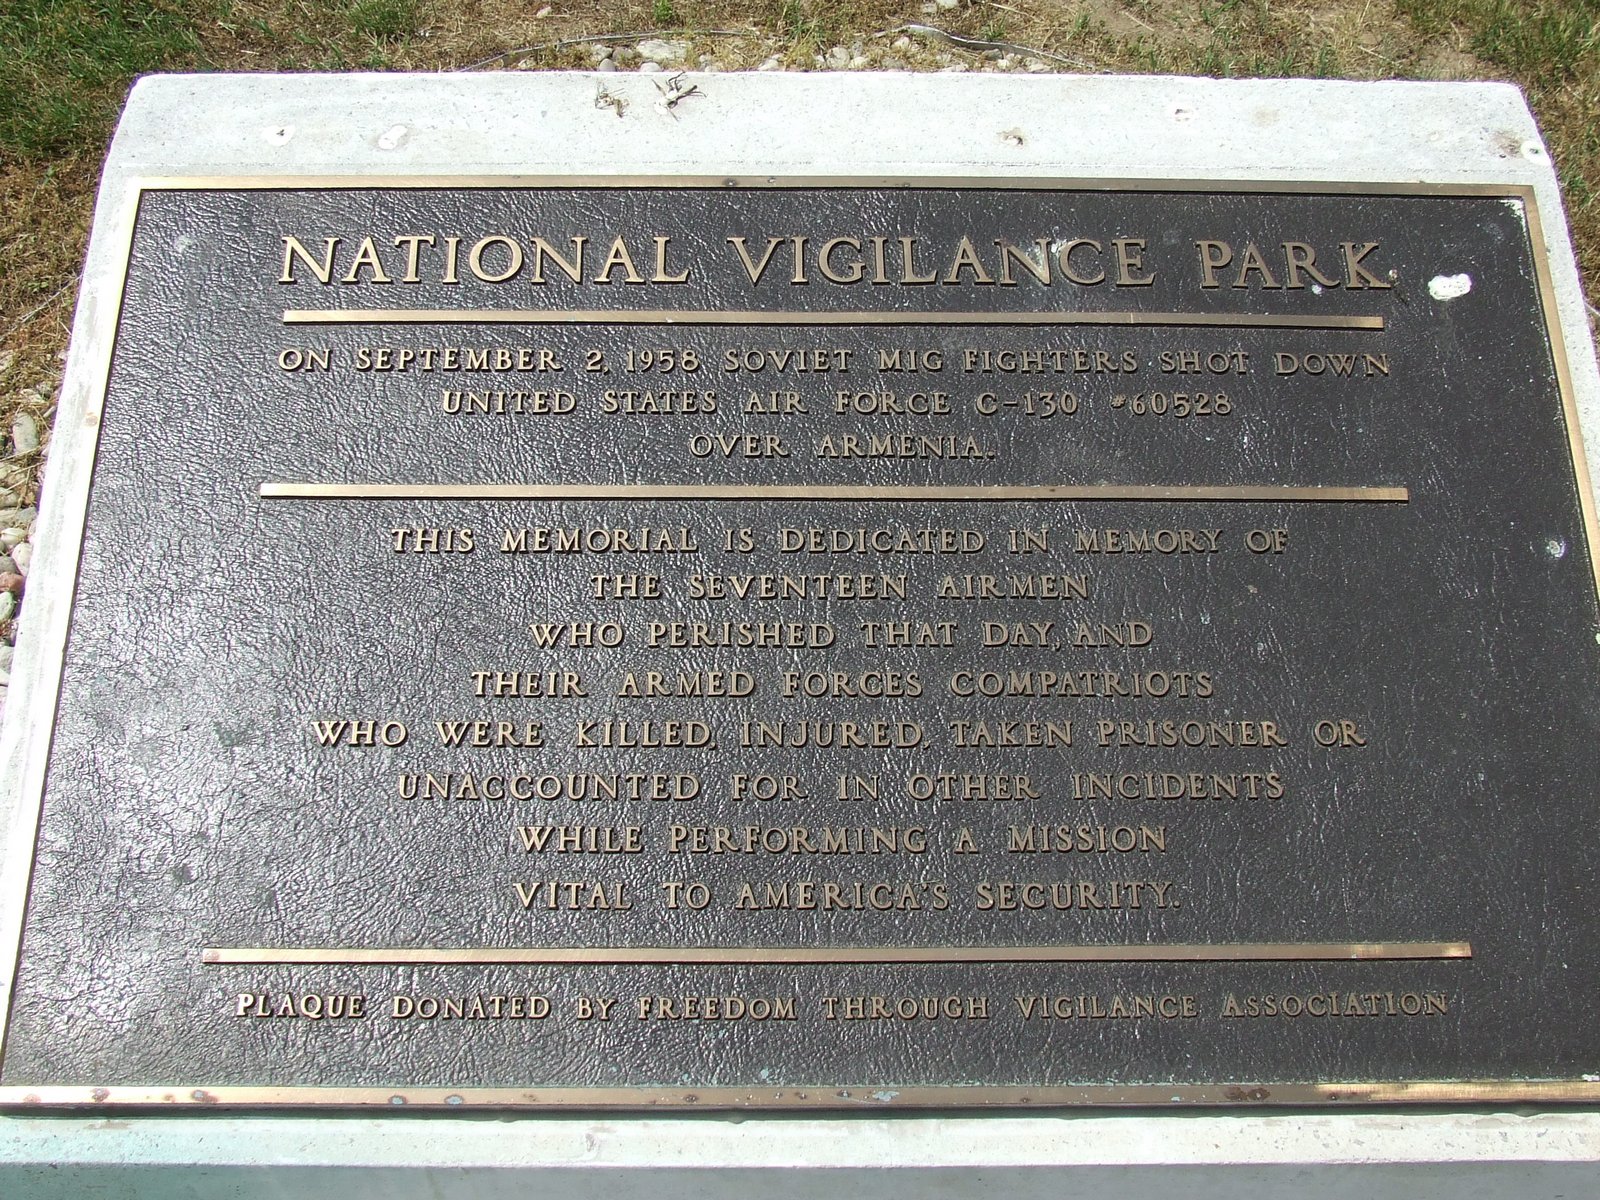 NATIONAL VIGILANCE PARK
ON SEPTEMBER 2, 1958 SOVIET MIG FIGHTERS SHOT DOWN
UNITED STATES AIR FORCE C-130 #60528
OVER ARMENIA.
THIS MEMORIAL IS DEDICATED IN MEMORY OF
THE SEVENTEEN AIRMEN
WHO PERISHED THAT DAY, AND
THEIR ARMED FORCES COMPATRIOTS
WHO WERE KILLED, INJURED, TAKEN PRISONER OR
UNACCOUNTED FOR IN OTHER INCIDENTS
WHILE PERFORMING A MISSION
VITAL TO AMERICA'S SECURITY.
PLAQUE DONATED BY FREEDOM THROUGH VIGILANCE ASSOCIATION